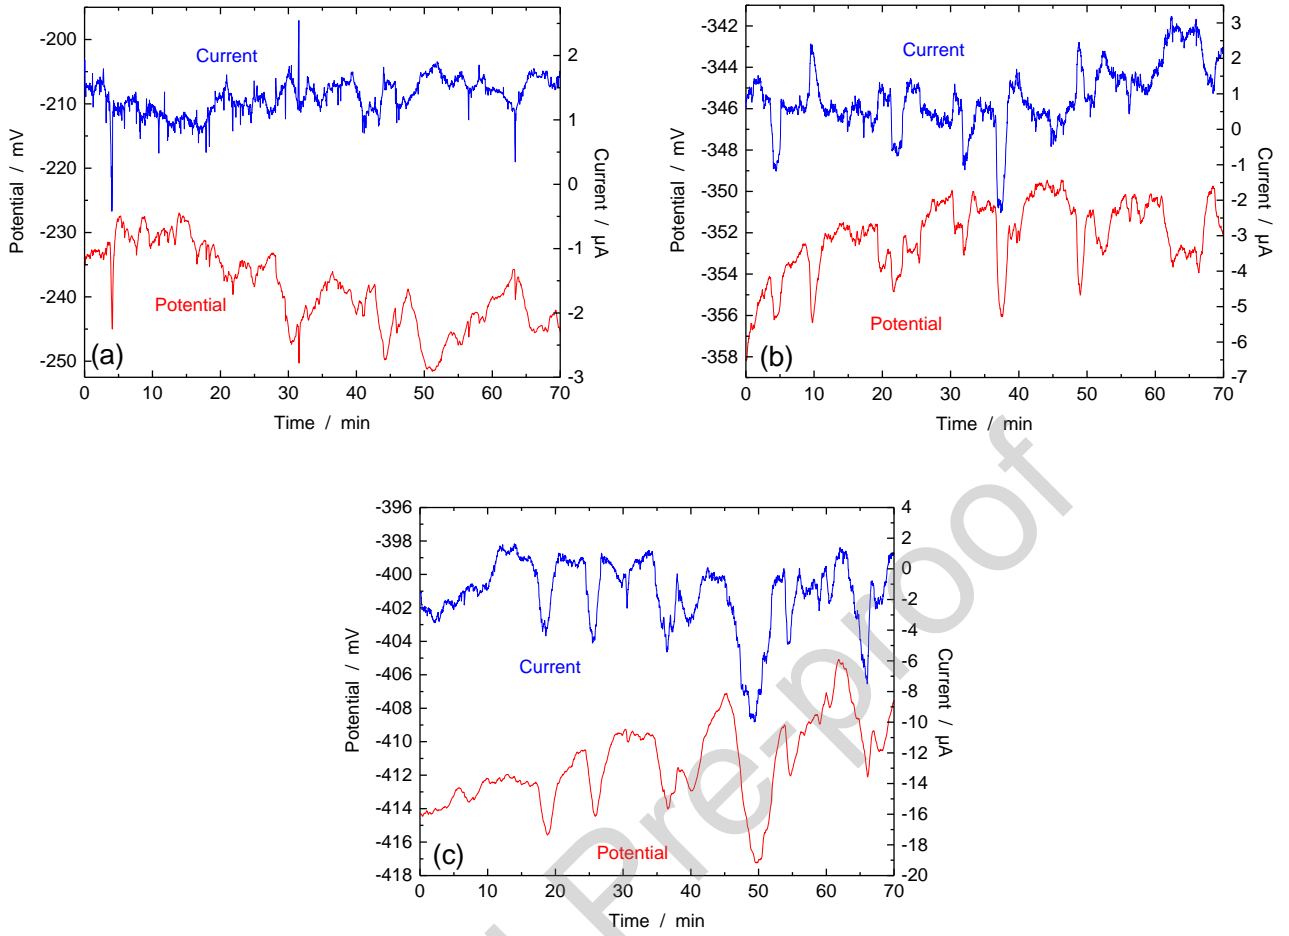 -200
-210
-220
-230
-240
-250
Potential / mV
Current
Potential
(a)
2
1
0
-1
-2
-3
Current / µA
0 10 20 30 40 50 60 70
Time / min
-342
-344
-346
-348
-350
-352
-354
-356
-358
Potential / mV
Current
Potential
(b)
3
2
1
0
-1
-2
-3
-4
-5
-6
-7
Current / µA
0 10 20 30 40 50 60 70
Time / min
-396
-398
-400
-402
-404
-406
-408
-410
-412
-414
-416
-418
Potential / mV
Current
Potential
(c)
4
2
0
-2
-4
-6
-8
-10
-12
-14
-16
-18
-20
Current / µA
0 10 20 30 40 50 60 70
Time / min
Pre-proof